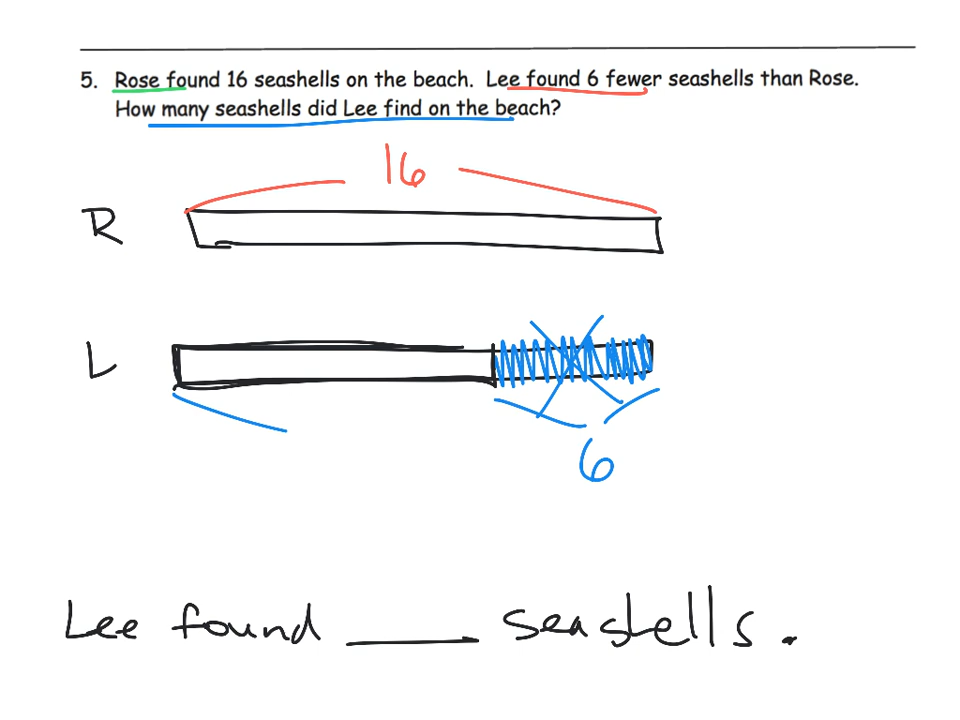 5. Rose found 16 seashells on the beach. Lee found 6 fewer seashells than Rose.
How many seashells did Lee find on the beach?
16
R
L
6
Lee found ____ seashells.